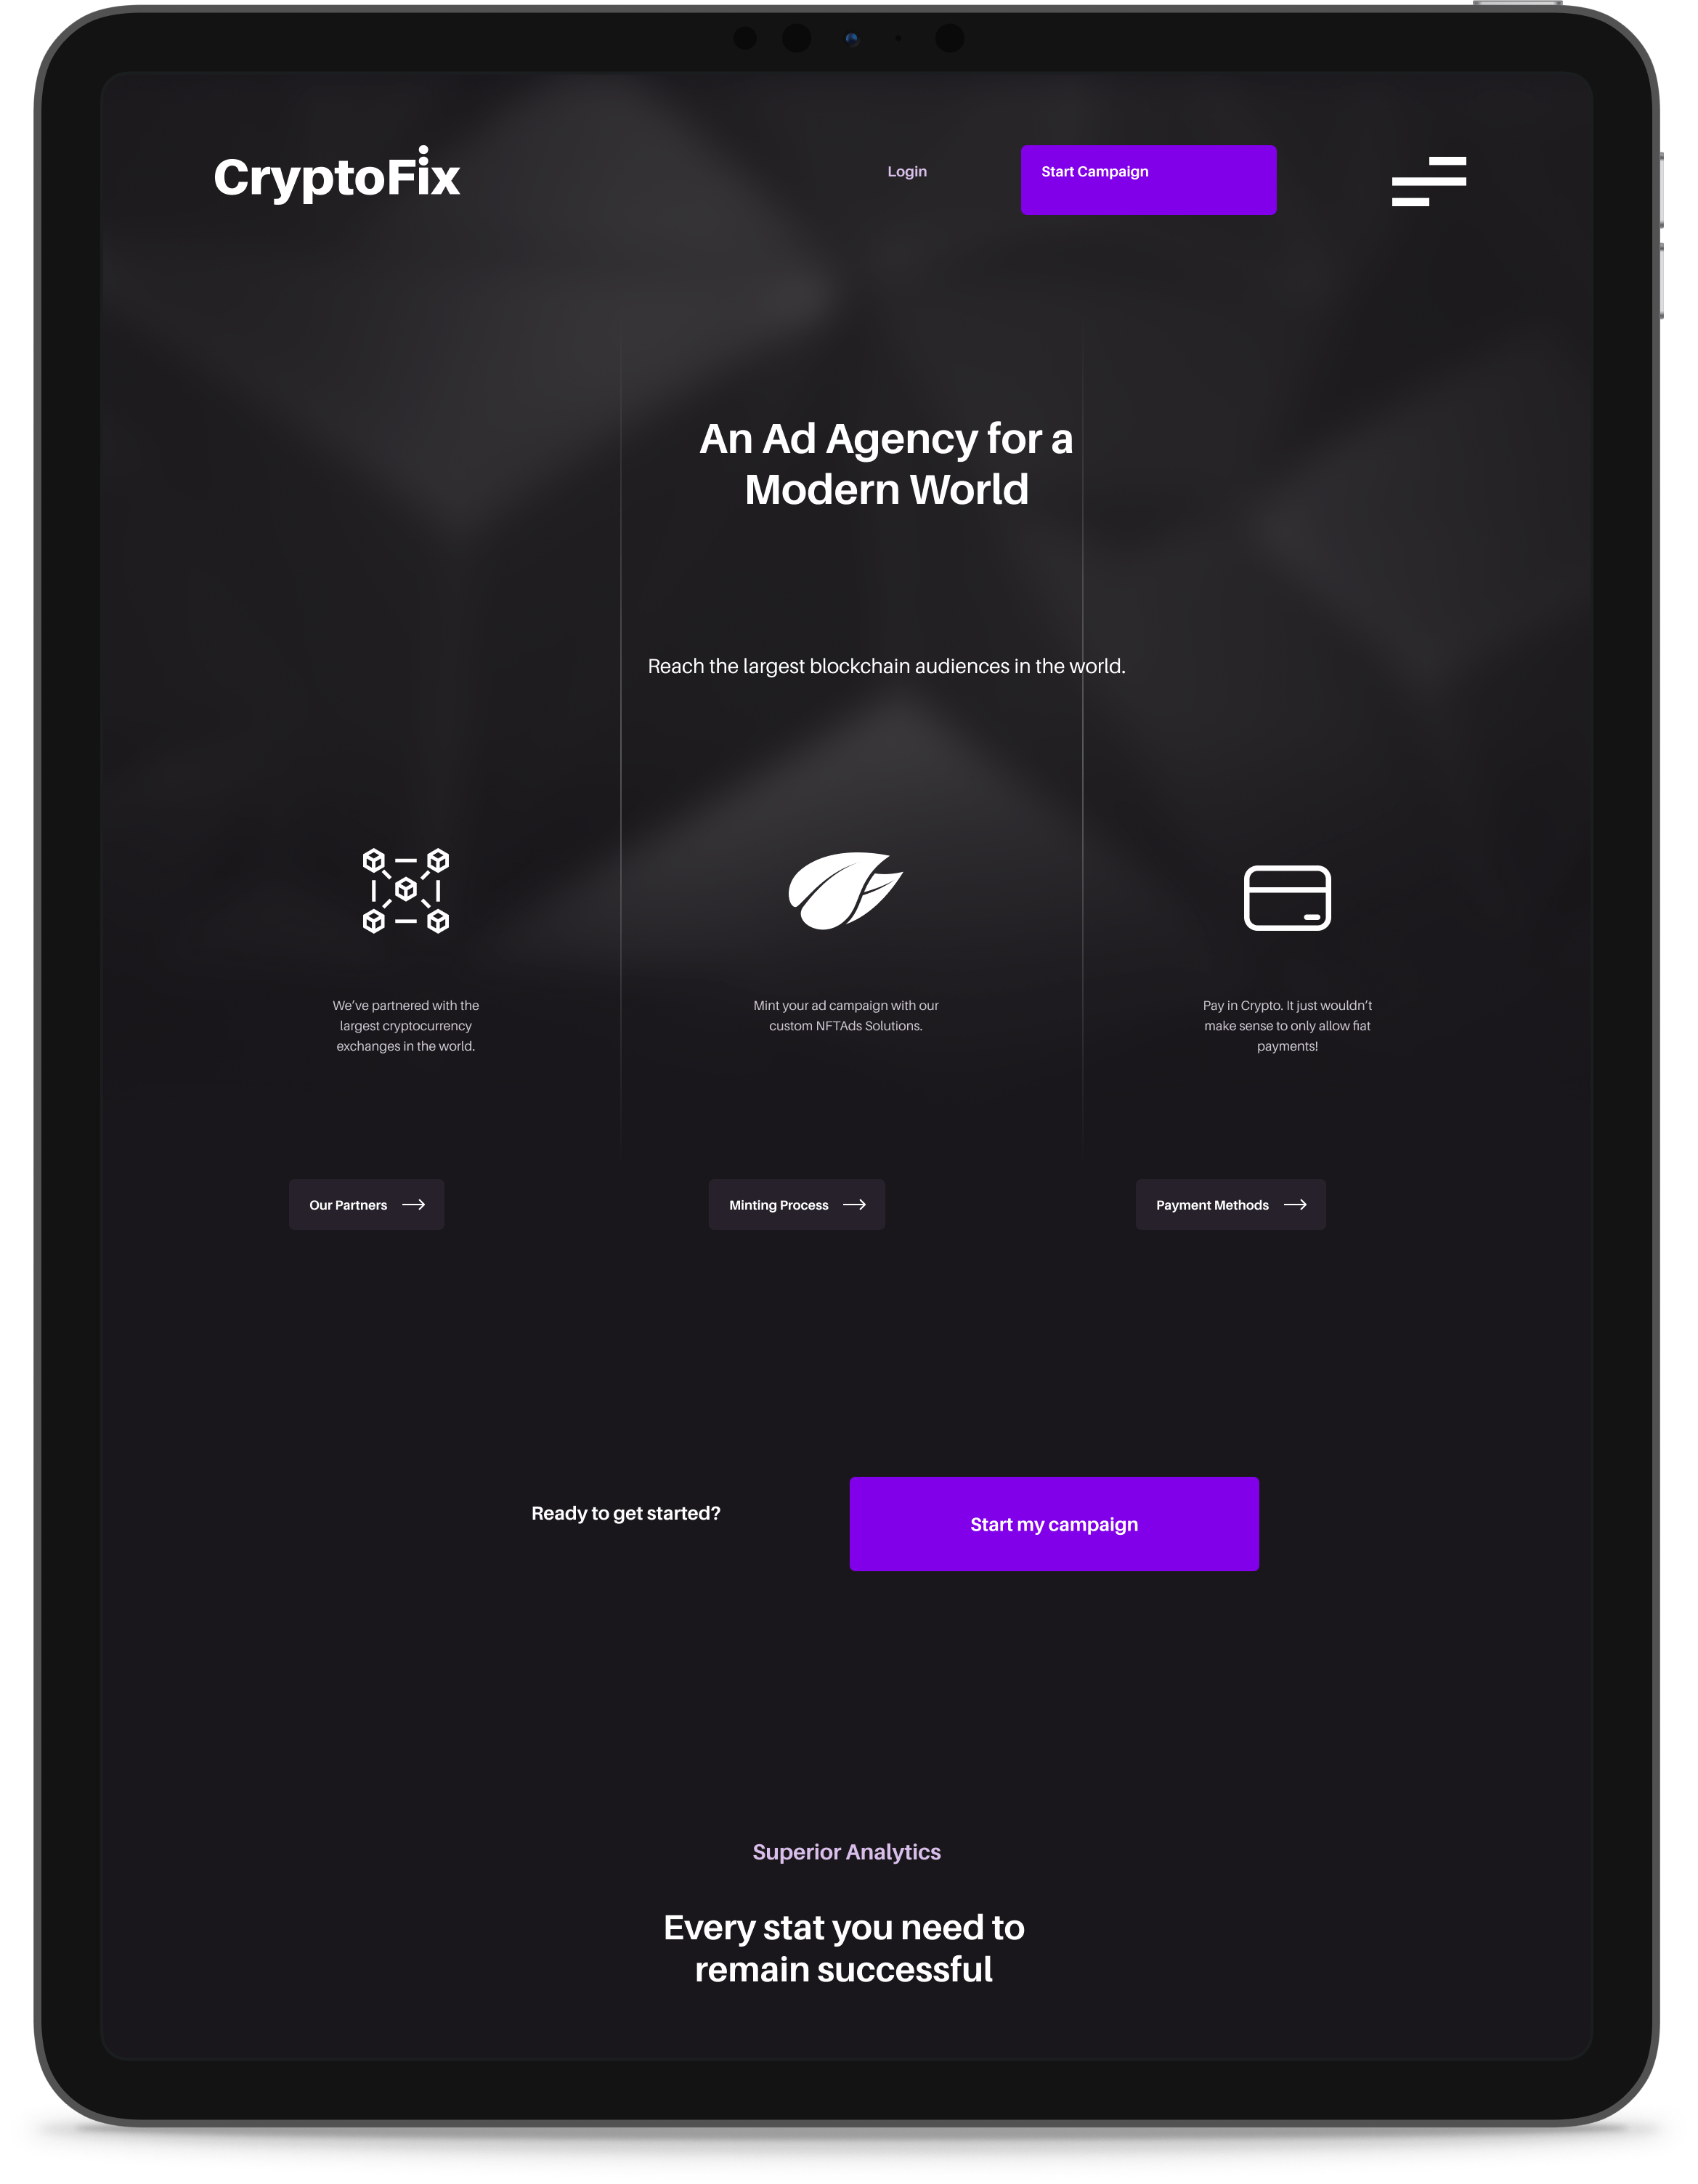 CryptoFix
Login
Start Campaign
An Ad Agency for a
Modern World
Reach the largest blockchain audiences in the world.
We’ve partnered with the
largest cryptocurrency
exchanges in the world.
Mint your ad campaign with our
custom NFTAds Solutions.
Pay in Crypto. It just wouldn’t
make sense to only allow fiat
payments!
Our Partners
Minting Process
Payment Methods
Ready to get started?
Start my campaign
Superior Analytics
Every stat you need to
remain successful